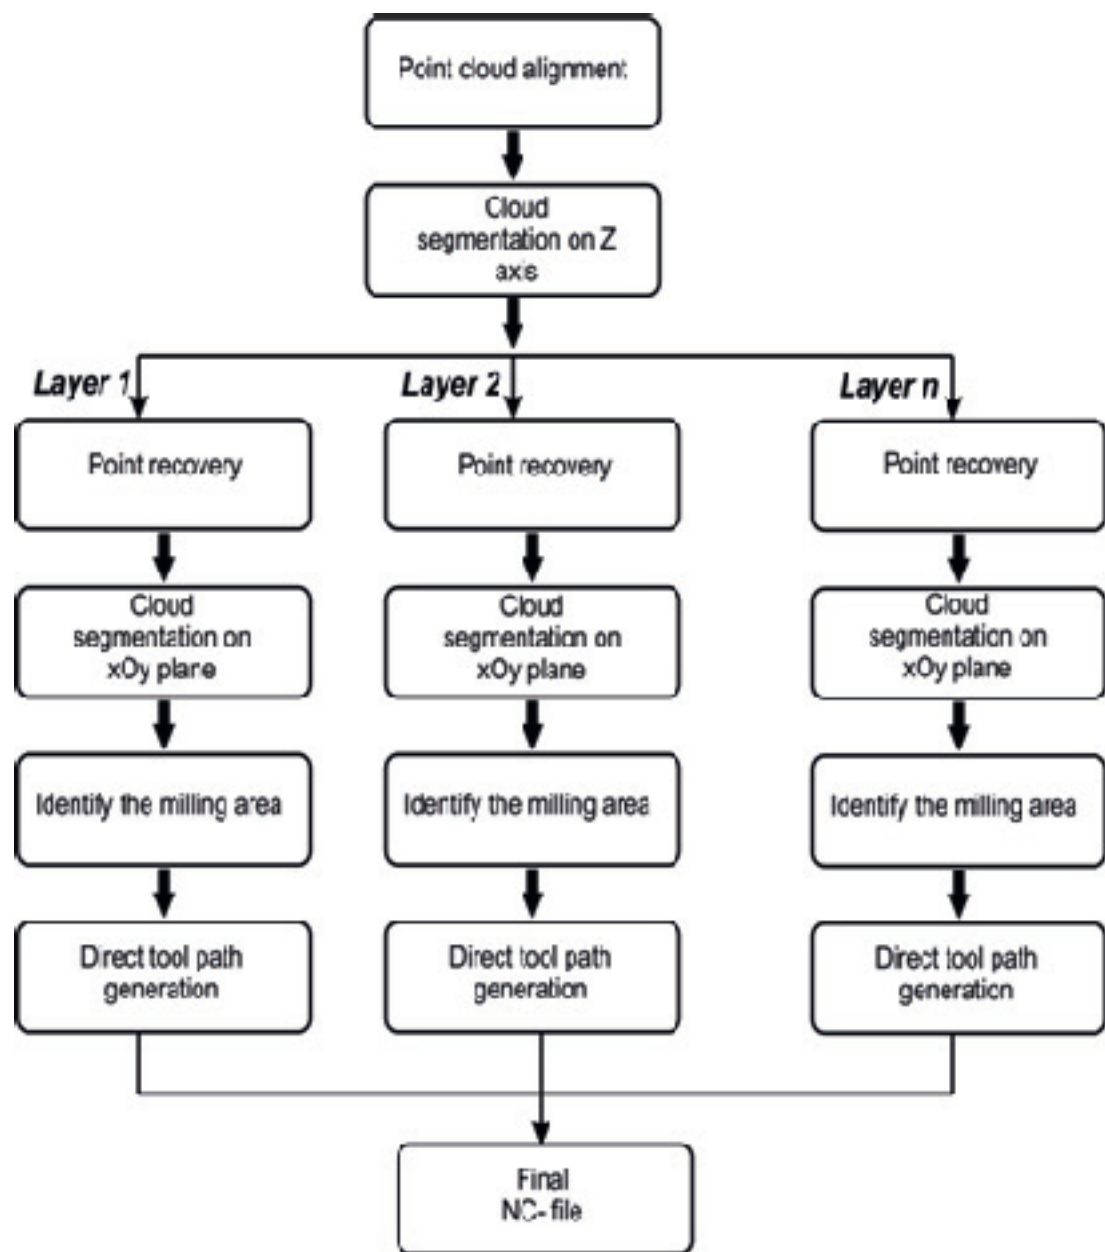 Point cloud alignment
Cloud
segmentation on Z
axis
Layer 1
Layer 2
Layer n
Point recovery
Point recovery
Point recovery
Cloud
segmentation on
xOy plane
Cloud
segmentation on
xOy plane
Cloud
segmentation on
xOy plane
Identify the milling area
Identify the milling area
Identify the milling area
Direct tool path
generation
Direct tool path
generation
Direct tool path
generation
Final
NC- file